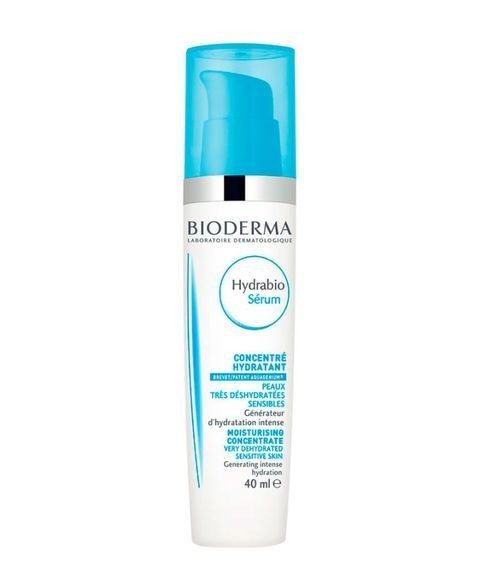 BIODERMA
LABORATOIRE DERMATOLOGIQUE
Hydrabio
Sérum
CONCENTRÉ
HYDRATANT
BREVET/PATENT AQUAGENIUM®
PEAUX
TRÈS DÉSHYDRATÉES
SENSIBLES
Générateur
d'hydratation intense
MOISTURISING
CONCENTRATE
VERY DEHYDRATED
SENSITIVE SKIN
Generating intense
hydration
40 ml ℮